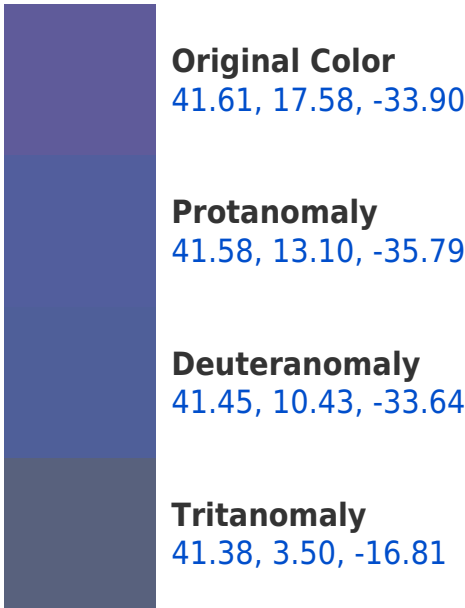 Original Color
41.61, 17.58, -33.90
Protanomaly
41.58, 13.10, -35.79
Deuteranomaly
41.45, 10.43, -33.64
Tritanomaly
41.38, 3.50, -16.81